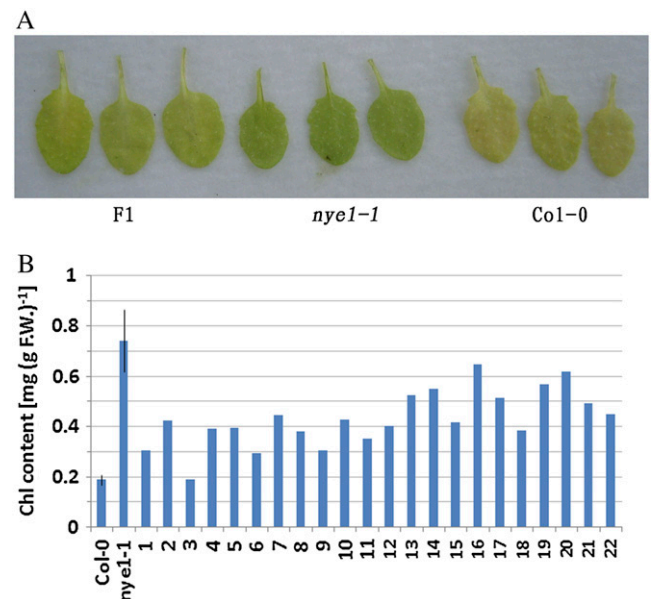 A
F1 nye1-1 Col-0
B
Chl content [mg (g F.W.)-1]
1
0.8
0.6
0.4
0.2
0
Col-0 nye1-1 1 2 3 4 5 6 7 8 9 10 11 12 13 14 15 16 17 18 19 20 21 22